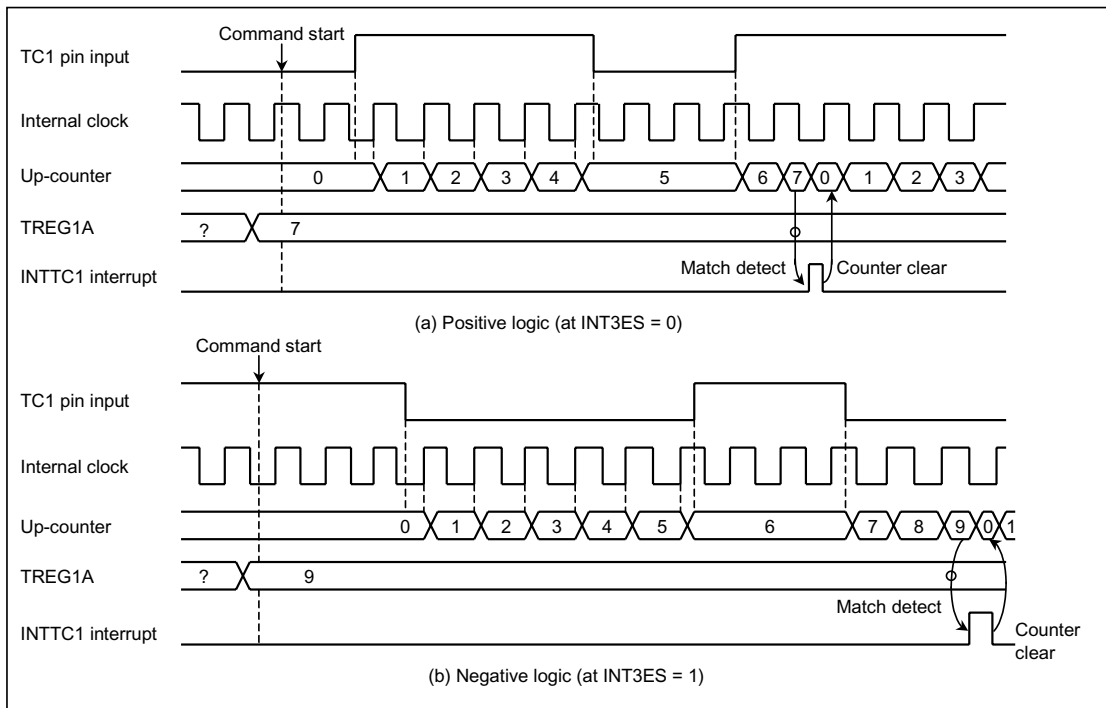 Command start
TC1 pin input
Internal clock
Up-counter 0 1 2 3 4 5 6 7 0 1 2 3
TREG1A ? 7
Match detect Counter clear
INTTC1 interrupt
(a) Positive logic (at INT3ES = 0)
Command start
TC1 pin input
Internal clock
Up-counter 0 1 2 3 4 5 6 7 8 9 0 1
TREG1A ? 9
Match detect
INTTC1 interrupt Counter
clear
(b) Negative logic (at INT3ES = 1)